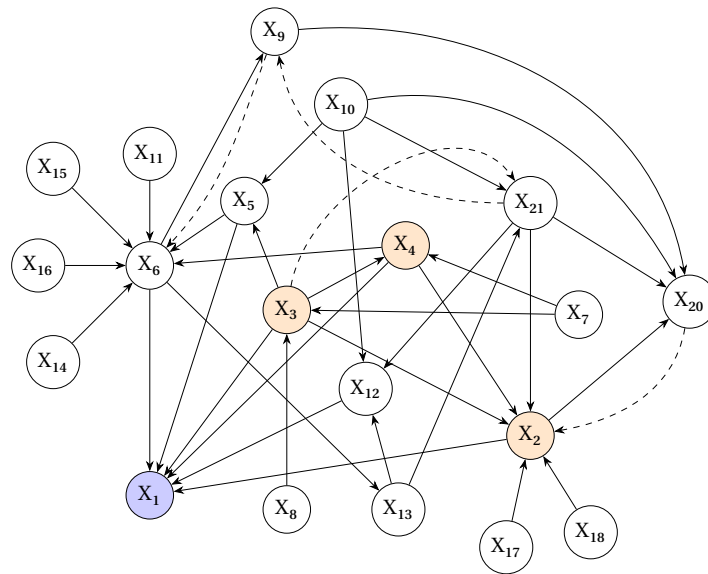 X₉
X₁₀
X₁₁
X₁₅
X₅
X₂₁
X₄
X₆
X₁₆
X₂₀
X₃
X₇
X₁₄
X₁₂
X₂
X₁
X₈
X₁₃
X₁₇
X₁₈